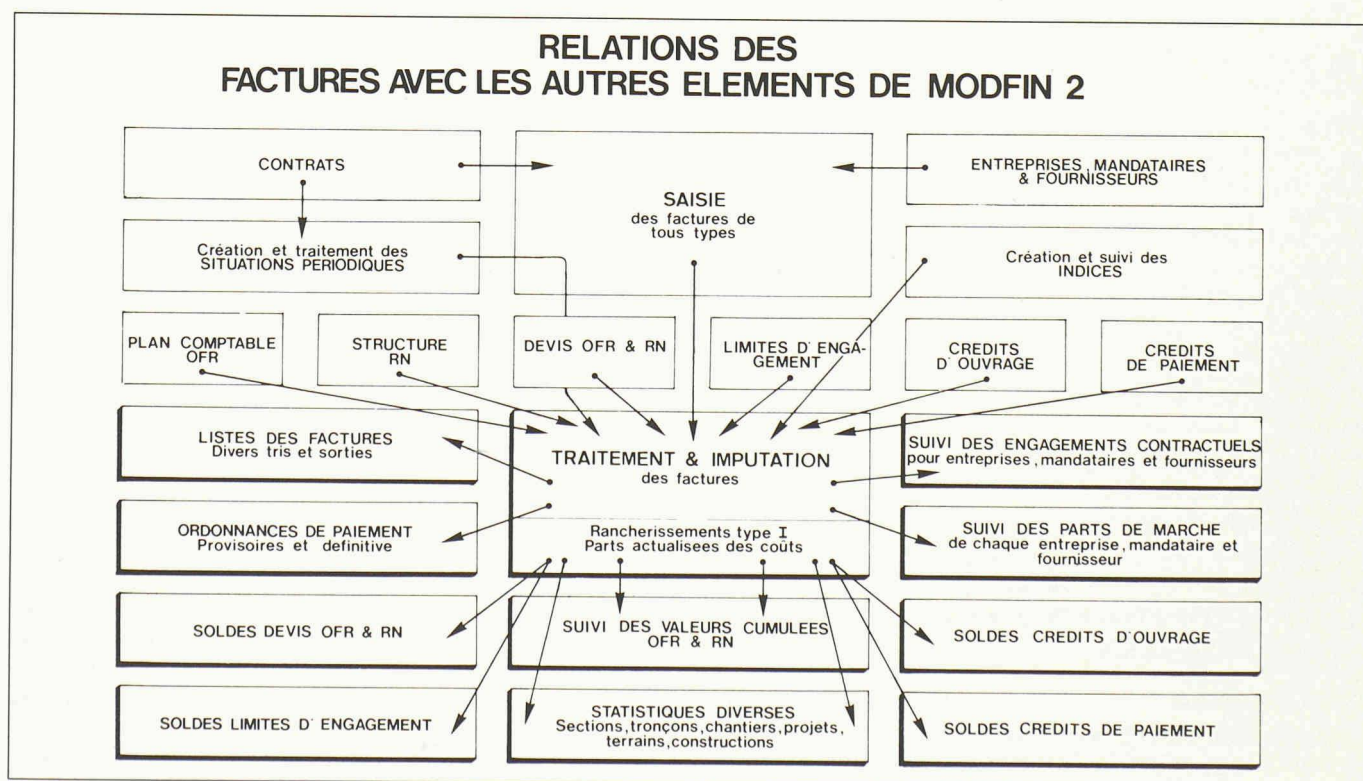 RELATIONS DES
FACTURES AVEC LES AUTRES ELEMENTS DE MODFIN 2
CONTRATS
SAISIE
des factures de
tous types
ENTREPRISES, MANDATAIRES
& FOURNISSEURS
Création et traitement des
SITUATIONS PERIODIQUES
Création et suivi des
INDICES
PLAN COMPTABLE
OFR
STRUCTURE
RN
DEVIS OFR & RN
LIMITES D'ENGA-
GEMENT
CREDITS
D'OUVRAGE
CREDITS
DE PAIEMENT
LISTES DES FACTURES
Divers tris et sorties
TRAITEMENT & IMPUTATION
des factures
SUIVI DES ENGAGEMENTS CONTRACTUELS
pour entreprises, mandataires et fournisseurs
ORDONNANCES DE PAIEMENT
Provisoires et definitive
Rancherissements type I
Parts actualisees des coûts
SUIVI DES PARTS DE MARCHE
de chaque entreprise, mandataire et
fournisseur
SOLDES DEVIS OFR & RN
SUIVI DES VALEURS CUMULEES
OFR & RN
SOLDES CREDITS D'OUVRAGE
SOLDES LIMITES D'ENGAGEMENT
STATISTIQUES DIVERSES
Sections, tronçons, chantiers, projets,
terrains, constructions
SOLDES CREDITS DE PAIEMENT